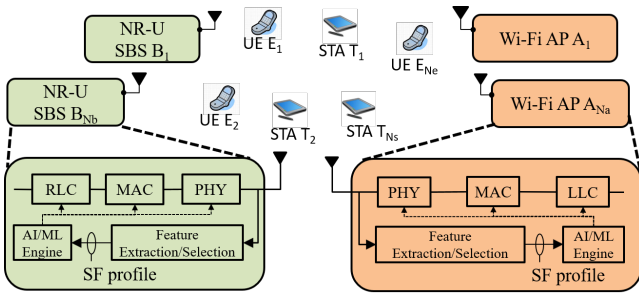 NR-U
SBS B1
UE E1
STA T1
UE ENe
Wi-Fi AP A1
NR-U
SBS BNb
UE E2
STA T2
STA TNs
Wi-Fi AP ANa
RLC
MAC
PHY
AI/ML
Engine
Feature
Extraction/Selection
SF profile
PHY
MAC
LLC
Feature
Extraction/Selection
AI/ML
Engine
SF profile